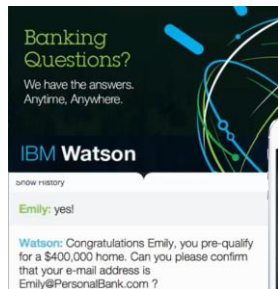 Banking
Questions?
We have the answers.
Anytime, Anywhere.
IBM Watson
Show History
Emily: yes!
Watson: Congratulations Emily, you pre-qualify
for a $400,000 home. Can you please confirm
that your e-mail address is
Emily@PersonalBank.com ?